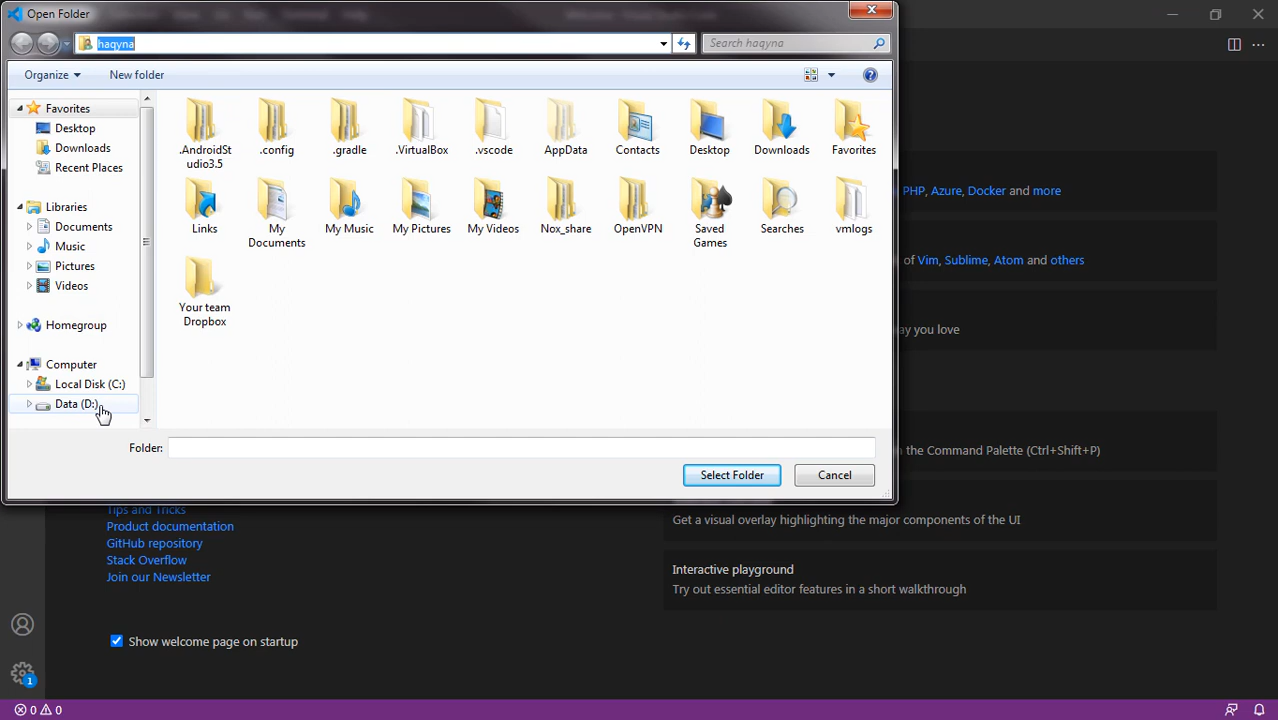 Open Folder
haqyna
Search haqyna
Organize
New folder
Favorites
Desktop
Downloads
Recent Places
Libraries
Documents
Music
Pictures
Videos
Homegroup
Computer
Local Disk (C:)
Data (D:)
.AndroidSt
udio3.5
.config
.gradle
.VirtualBox
.vscode
AppData
Contacts
Desktop
Downloads
Favorites
Links
My
Documents
My Music
My Pictures
My Videos
Nox_share
OpenVPN
Saved
Games
Searches
vmlogs
Your team
Dropbox
Folder:
Select Folder
Cancel
PHP, Azure, Docker and more
of Vim, Sublime, Atom and others
ay you love
the Command Palette (Ctrl+Shift+P)
Tips and Tricks
Product documentation
GitHub repository
Stack Overflow
Join our Newsletter
Get a visual overlay highlighting the major components of the UI
Interactive playground
Try out essential editor features in a short walkthrough
Show welcome page on startup
1
0
0